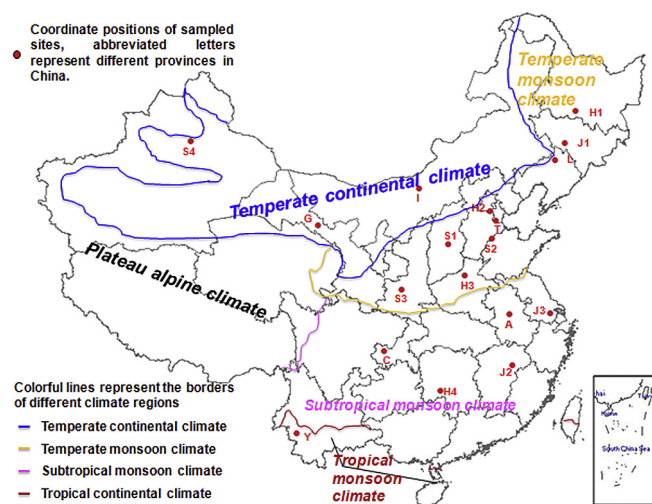 Coordinate positions of sampled
sites, abbreviated letters
represent different provinces in
China.
Temperate
monsoon
climate
H1
J1
L
S4
Temperate continental climate
I
H2
T
G
S1
S2
Plateau alpine climate
H3
S3
A
J3
C
J2
H4
Subtropical monsoon climate
Y
Tropical
monsoon
climate
Colorful lines represent the borders
of different climate regions
Temperate continental climate
Temperate monsoon climate
Subtropical monsoon climate
Tropical continental climate
South China Sea